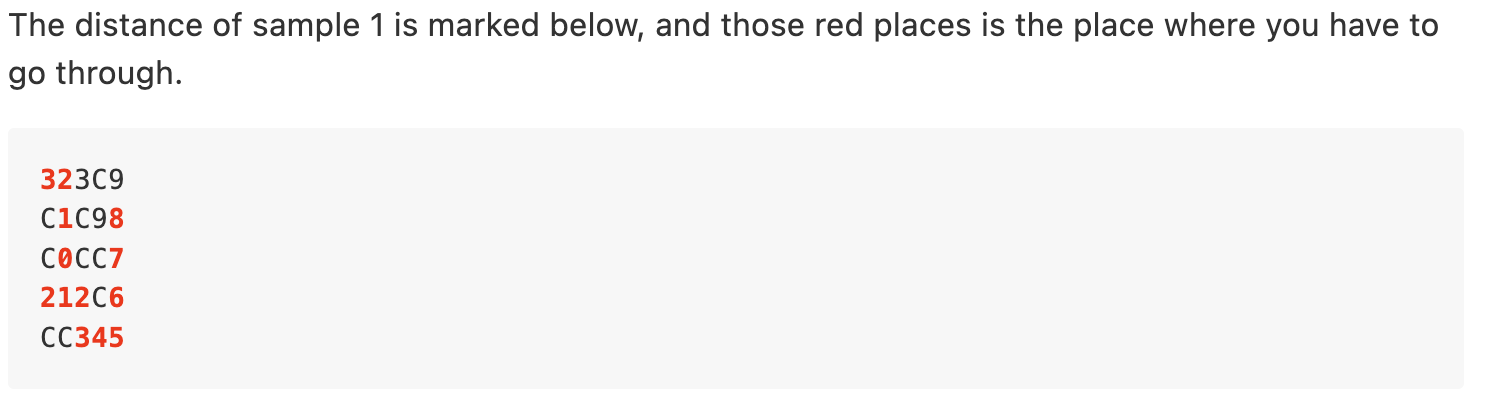 The distance of sample 1 is marked below, and those red places is the place where you have to
go through.
323C9
C1C98
C0CC7
212C6
CC345